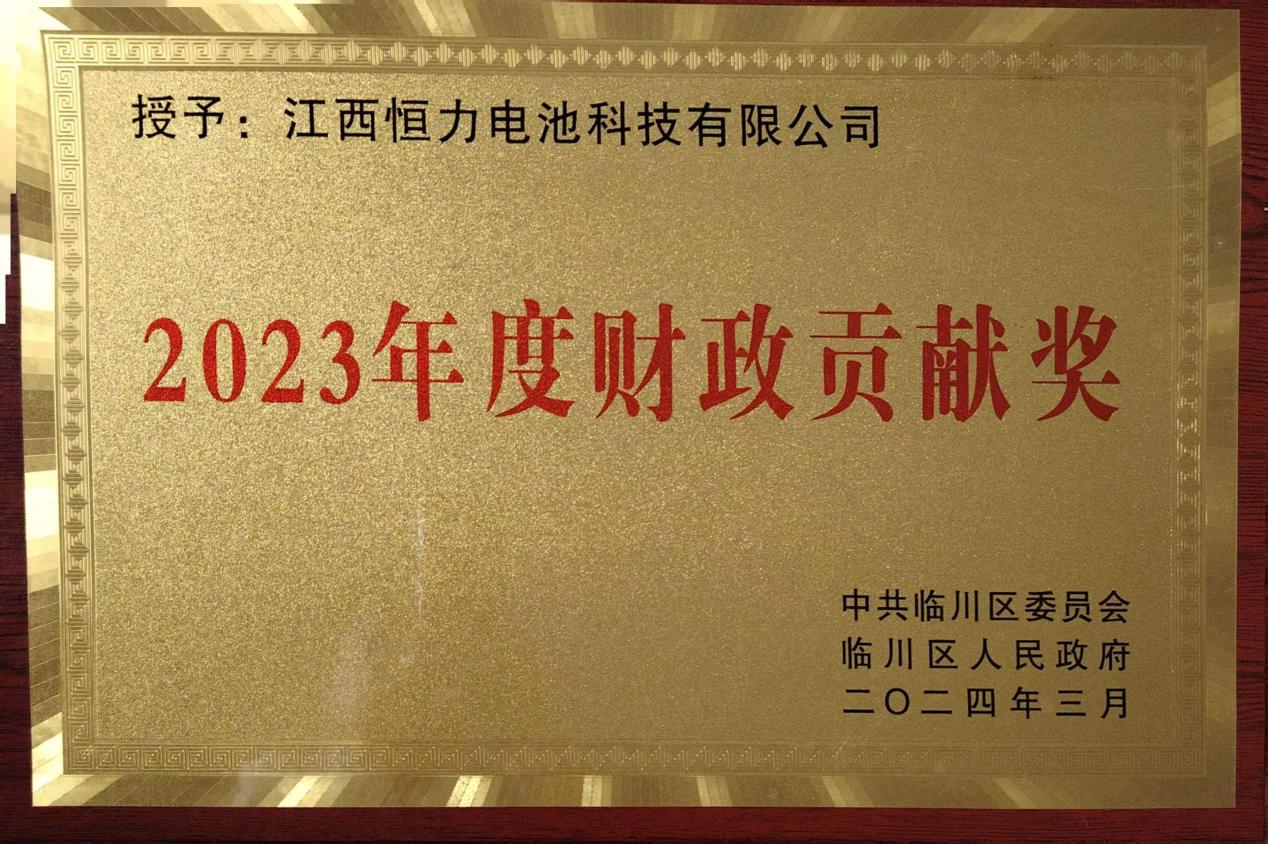 授予：江西恒力电池科技有限公司
2023年度财政贡献奖
中共临川区委员会
临川区人民政府
二〇二四年三月